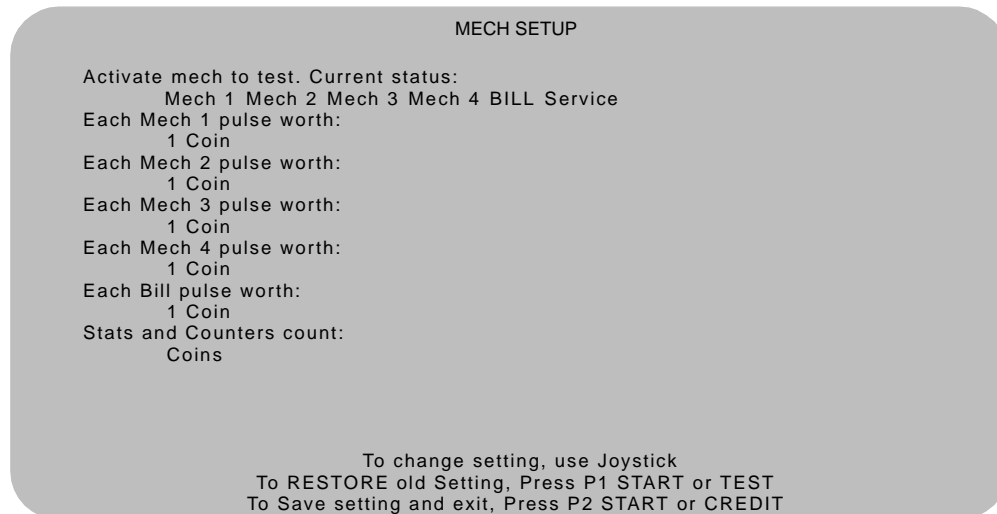 MECH SETUP
Activate mech to test. Current status:
Mech 1 Mech 2 Mech 3 Mech 4 BILL Service
Each Mech 1 pulse worth:
1 Coin
Each Mech 2 pulse worth:
1 Coin
Each Mech 3 pulse worth:
1 Coin
Each Mech 4 pulse worth:
1 Coin
Each Bill pulse worth:
1 Coin
Stats and Counters count:
Coins
To change setting, use Joystick
To RESTORE old Setting, Press P1 START or TEST
To Save setting and exit, Press P2 START or CREDIT